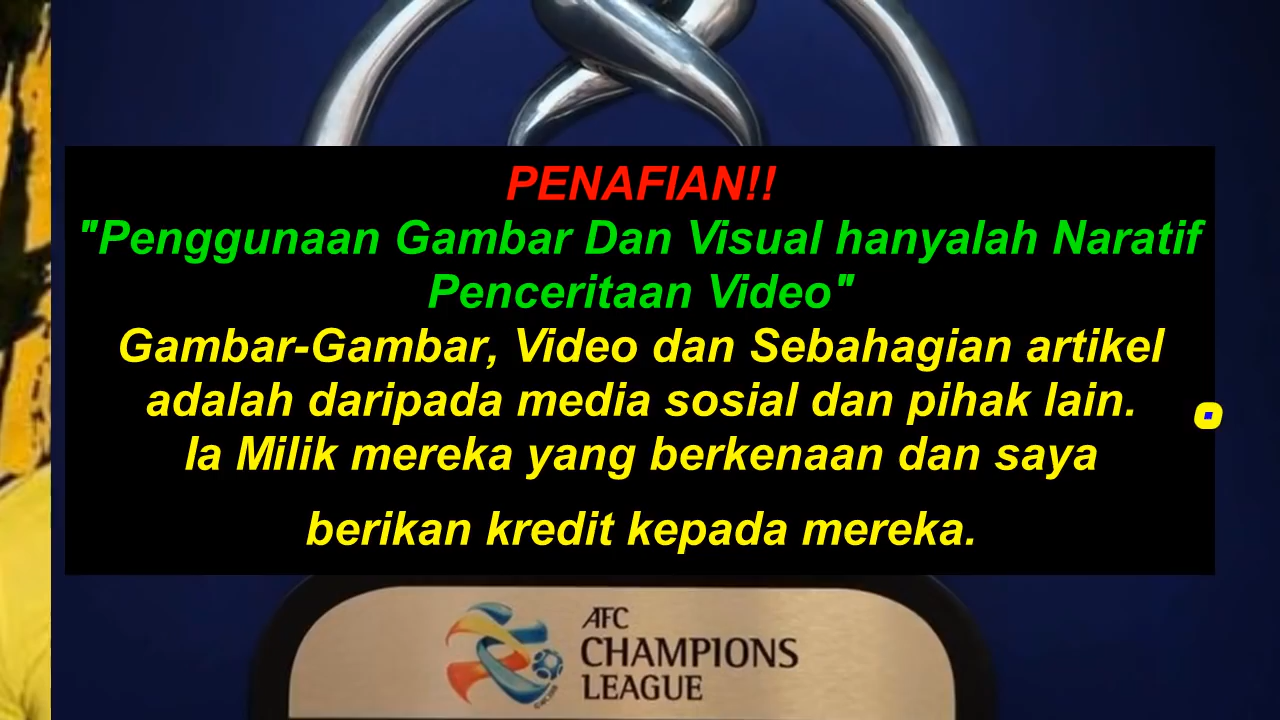 PENAFIAN!!
"Penggunaan Gambar Dan Visual hanyalah Naratif
Penceritaan Video"
Gambar-Gambar, Video dan Sebahagian artikel
adalah daripada media sosial dan pihak lain.
Ia Milik mereka yang berkenaan dan saya
berikan kredit kepada mereka.
AFC
CHAMPIONS
LEAGUE